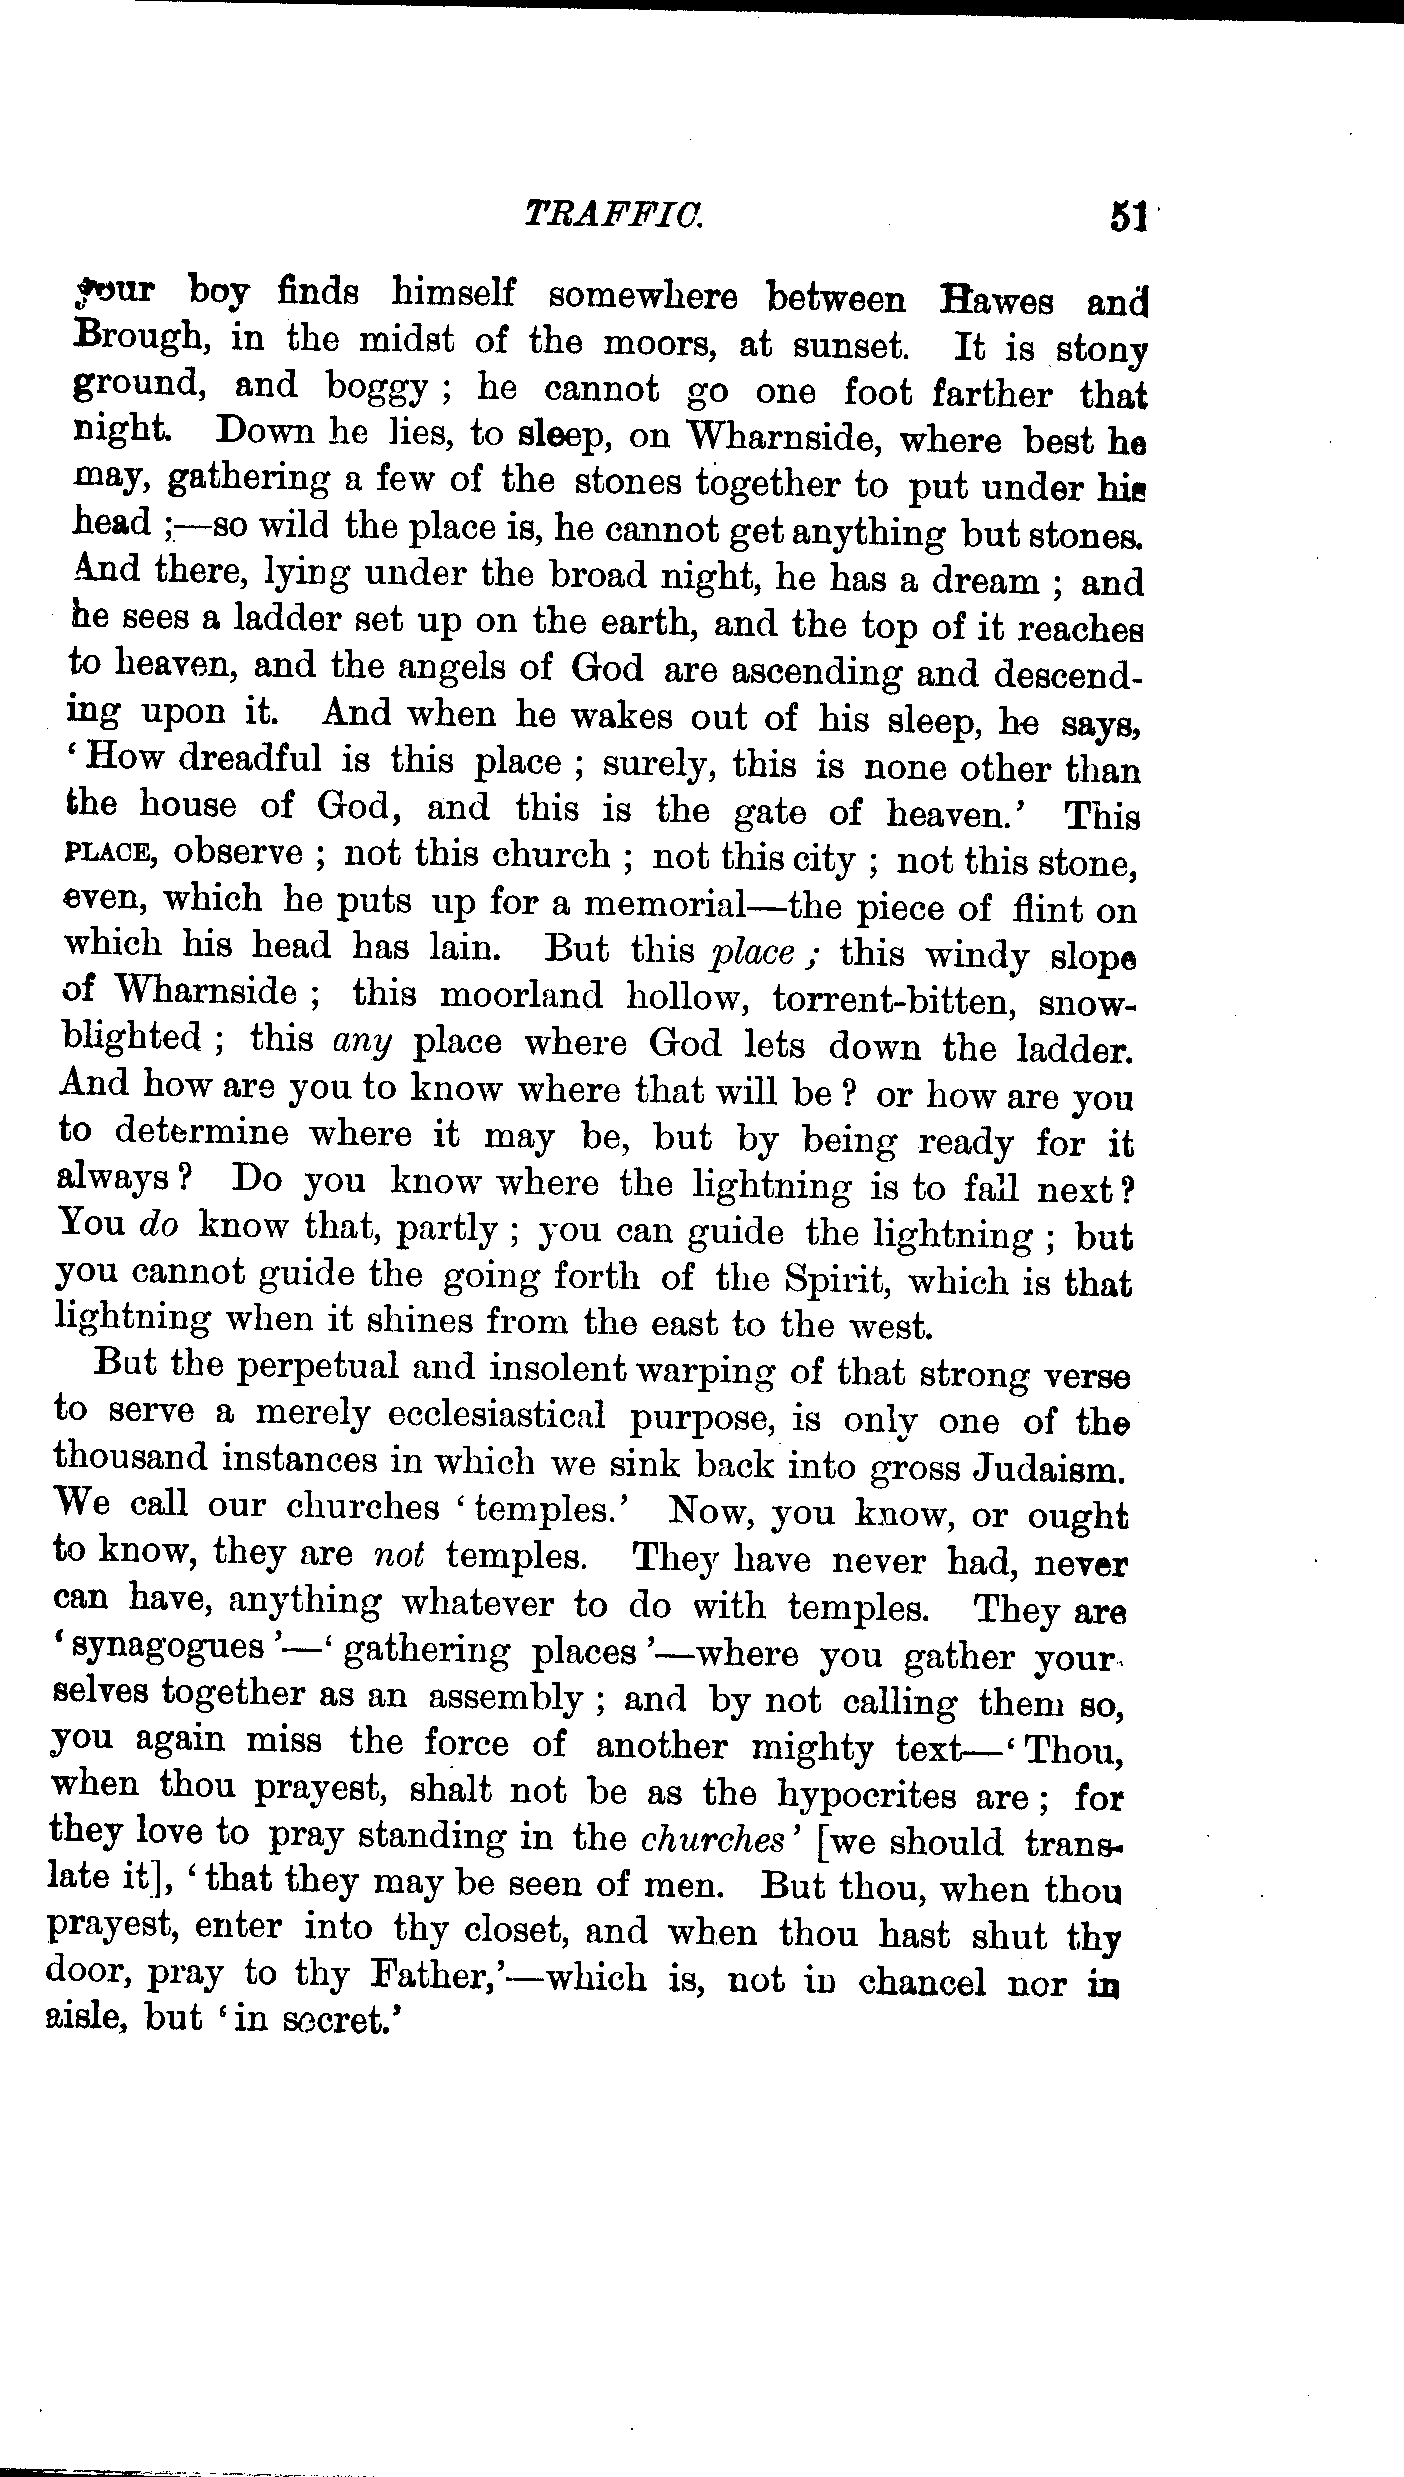 TRAFFIC. 51
your boy finds himself somewhere between Hawes and
Brough, in the midst of the moors, at sunset. It is stony
ground, and boggy ; he cannot go one foot farther that
night. Down he lies, to sleep, on Wharnside, where best he
may, gathering a few of the stones together to put under his
head ;—so wild the place is, he cannot get anything but stones.
And there, lying under the broad night, he has a dream ; and
he sees a ladder set up on the earth, and the top of it reaches
to heaven, and the angels of God are ascending and descend-
ing upon it. And when he wakes out of his sleep, he says,
‘ How dreadful is this place ; surely, this is none other than
the house of God, and this is the gate of heaven.’ This
PLACE, observe ; not this church ; not this city ; not this stone,
even, which he puts up for a memorial—the piece of flint on
which his head has lain. But this place ; this windy slope
of Wharnside ; this moorland hollow, torrent-bitten, snow-
blighted ; this any place where God lets down the ladder.
And how are you to know where that will be ? or how are you
to determine where it may be, but by being ready for it
always ? Do you know where the lightning is to fall next ?
You do know that, partly ; you can guide the lightning ; but
you cannot guide the going forth of the Spirit, which is that
lightning when it shines from the east to the west.
But the perpetual and insolent warping of that strong verse
to serve a merely ecclesiastical purpose, is only one of the
thousand instances in which we sink back into gross Judaism.
We call our churches ‘ temples.’ Now, you know, or ought
to know, they are not temples. They have never had, never
can have, anything whatever to do with temples. They are
‘ synagogues ’—‘ gathering places ’—where you gather your-
selves together as an assembly ; and by not calling them so,
you again miss the force of another mighty text—‘ Thou,
when thou prayest, shalt not be as the hypocrites are ; for
they love to pray standing in the churches ’ [we should trans-
late it], ‘ that they may be seen of men. But thou, when thou
prayest, enter into thy closet, and when thou hast shut thy
door, pray to thy Father,’—which is, not in chancel nor in
aisle, but ‘ in secret.’